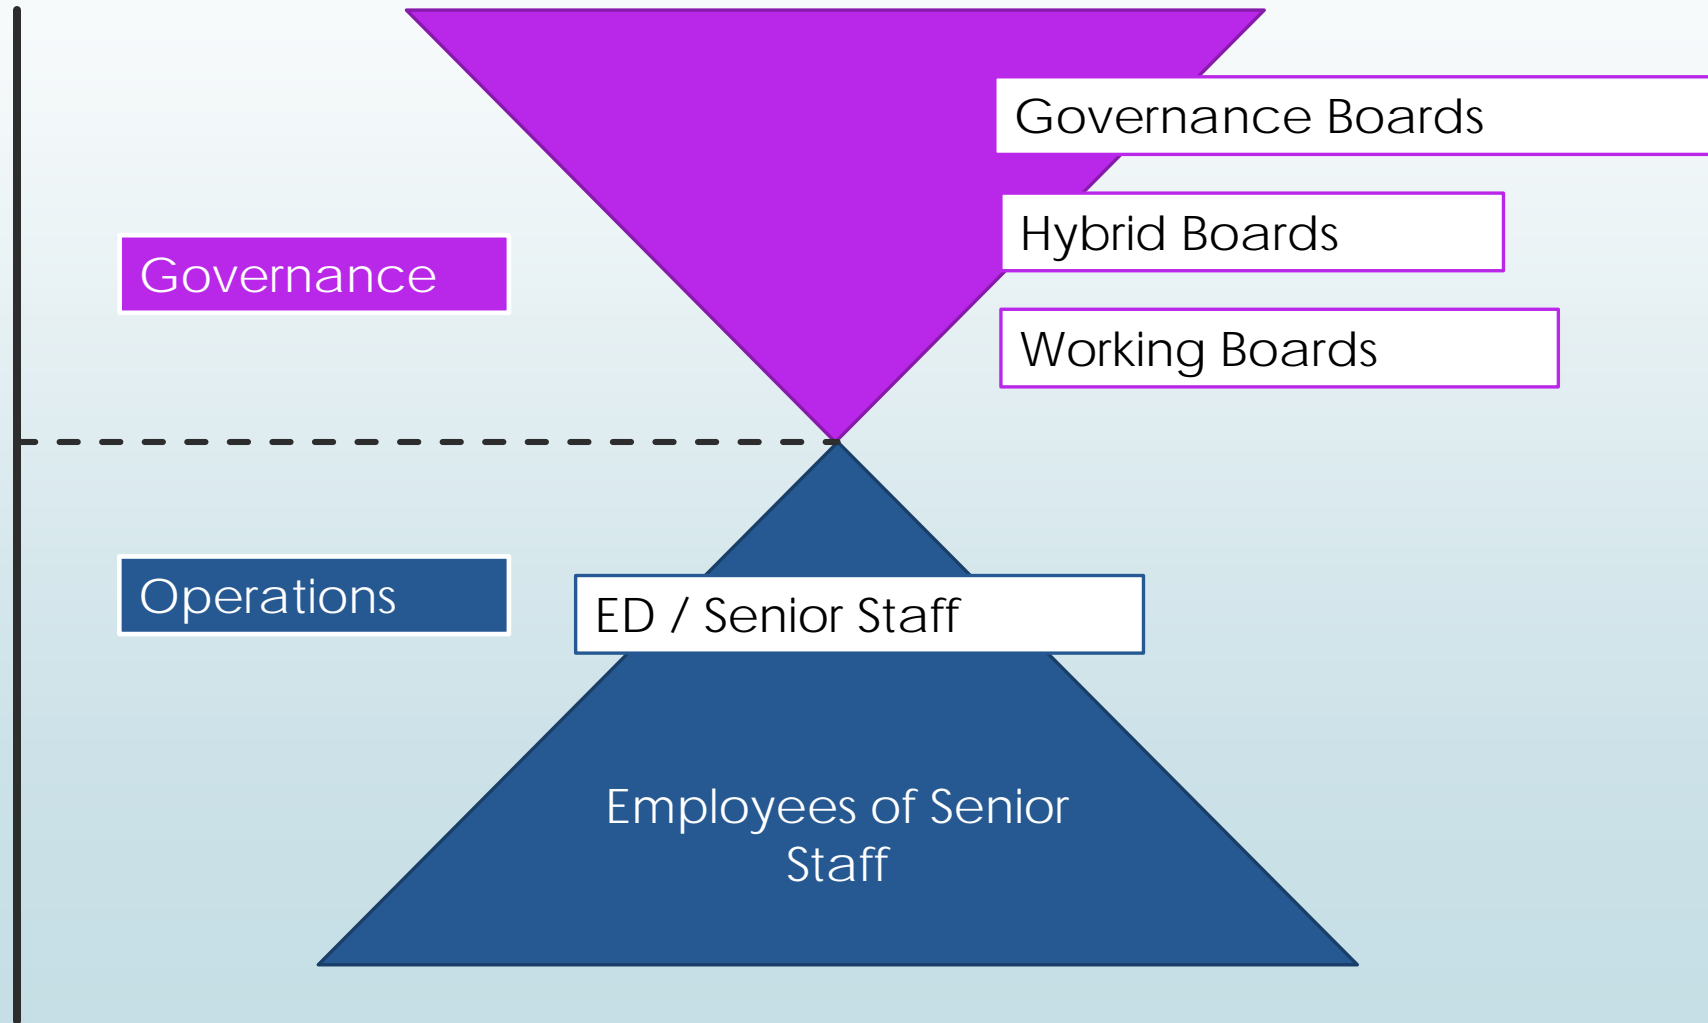 Governance Boards
Hybrid Boards
Governance
Working Boards
Operations
ED / Senior Staff
Employees of Senior
Staff